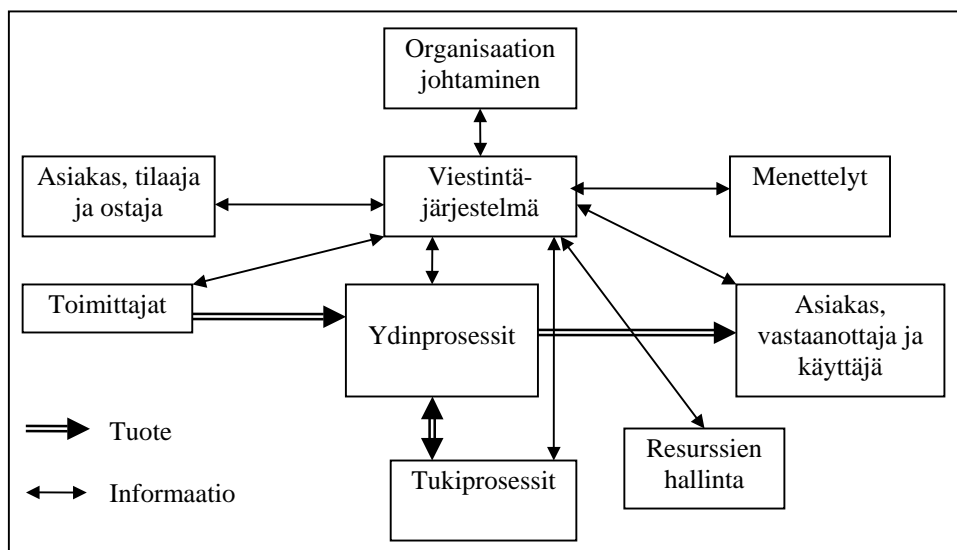 Organisaation
johtaminen
Asiakas, tilaaja
ja ostaja
Viestintä-
järjestelmä
Menettelyt
Toimittajat
Ydinprosessit
Asiakas,
vastaanottaja ja
käyttäjä
Tuote
Resurssien
hallinta
Tukiprosessit
Informaatio